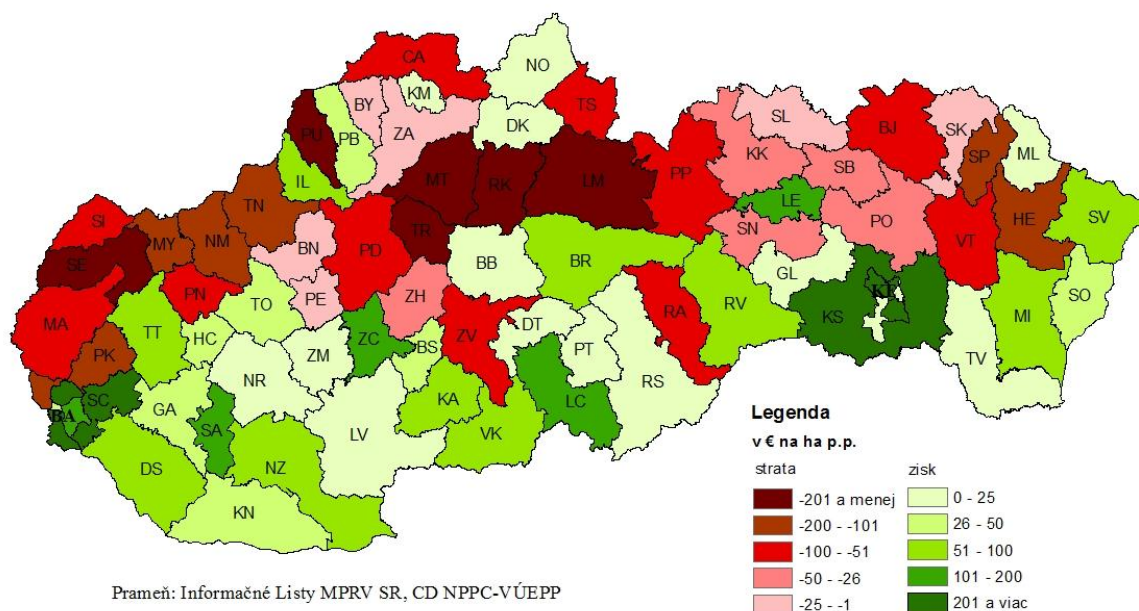 CA
NO
KM
TS
BY
PU
PB
ZA
DK
SL
BJ
SK
SP
ML
KK
SB
IL
MT
RK
LM
PP
LE
PO
HE
SV
TN
SI
MY
NM
TR
SN
VT
SE
BN
PD
BB
BR
GL
PN
PE
ZH
TO
RV
KS
SO
MA
TT
HC
ZC
BS
ZV
DT
RA
MI
PK
NR
ZM
PT
TV
SC
BA
GA
SA
KA
LC
RS
LV
VK
DS
NZ
KN
Legenda
v € na ha p.p.
strata
zisk
-201 a menej
0 - 25
-200 - -101
26 - 50
-100 - -51
51 - 100
-50 - -26
101 - 200
-25 - -1
201 a viac
Prameň: Informačné Listy MPRV SR, CD NPPC-VÚEPP